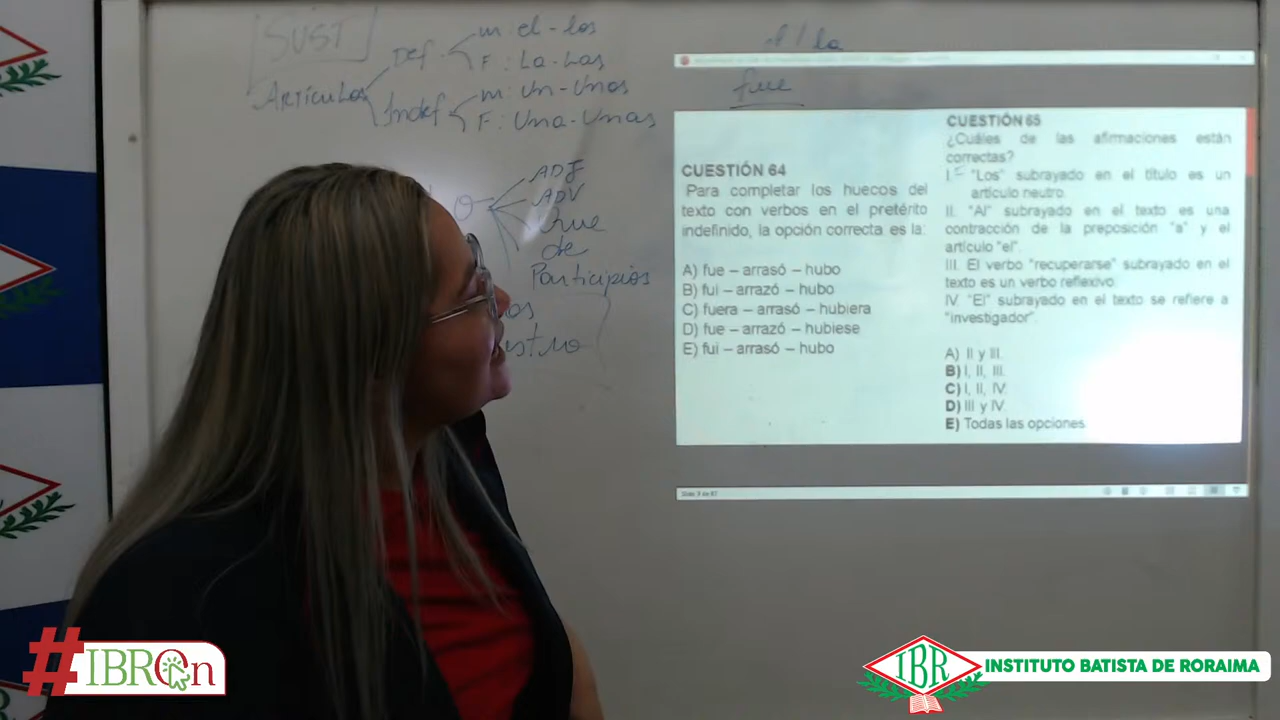 SUST
Artículos
Def
m: el - los
F: La - Las
Indef
m: Un - Unos
F: Una - Unas
el / la
fue
O
ADJ
ADV
Que
de
Participios
os
CUESTIÓN 64
Para completar los huecos del
texto con verbos en el pretérito
indefinido, la opción correcta es la:
A) fue – arrasó – hubo
B) fui – arrazó – hubo
C) fuera – arrasó – hubiera
D) fue – arrazó – hubiese
E) fui – arrasó – hubo
CUESTIÓN 65
¿Cuáles de las afirmaciones están
correctas?
I. "Los" subrayado en el título es un
artículo neutro.
II. "Al" subrayado en el texto es una
contracción de la preposición "a" y el
artículo "el".
III. El verbo "recuperarse" subrayado en el
texto es un verbo reflexivo.
IV. "El" subrayado en el texto se refiere a
"investigador".
A) II y III.
B) I, II, III.
C) I, II, IV.
D) III y IV.
E) Todas las opciones
#IBROn
IBR
INSTITUTO BATISTA DE RORAIMA